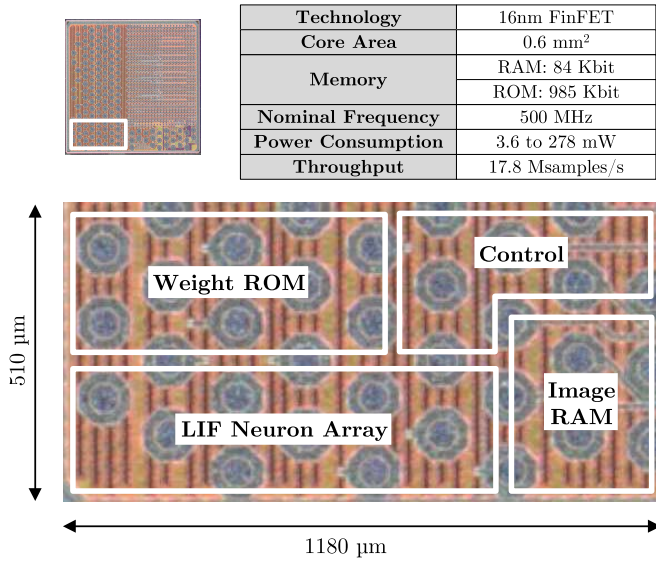 Technology 16nm FinFET
Core Area 0.6 mm²
Memory RAM: 84 Kbit
ROM: 985 Kbit
Nominal Frequency 500 MHz
Power Consumption 3.6 to 278 mW
Throughput 17.8 Msamples/s
Weight ROM
Control
LIF Neuron Array
Image
RAM
510 µm
1180 µm